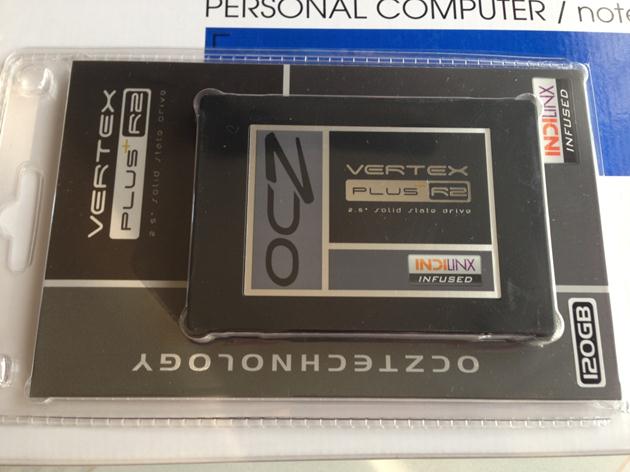 PERSONAL COMPUTER / note
VERTEX
PLUS+ R2
2.5" solid state drive
OCZ
VERTEX
PLUS+ R2
2.5" solid state drive
INDILINX
INFUSED
INDILINX
INFUSED
120GB
OCZTECHNOLOGY